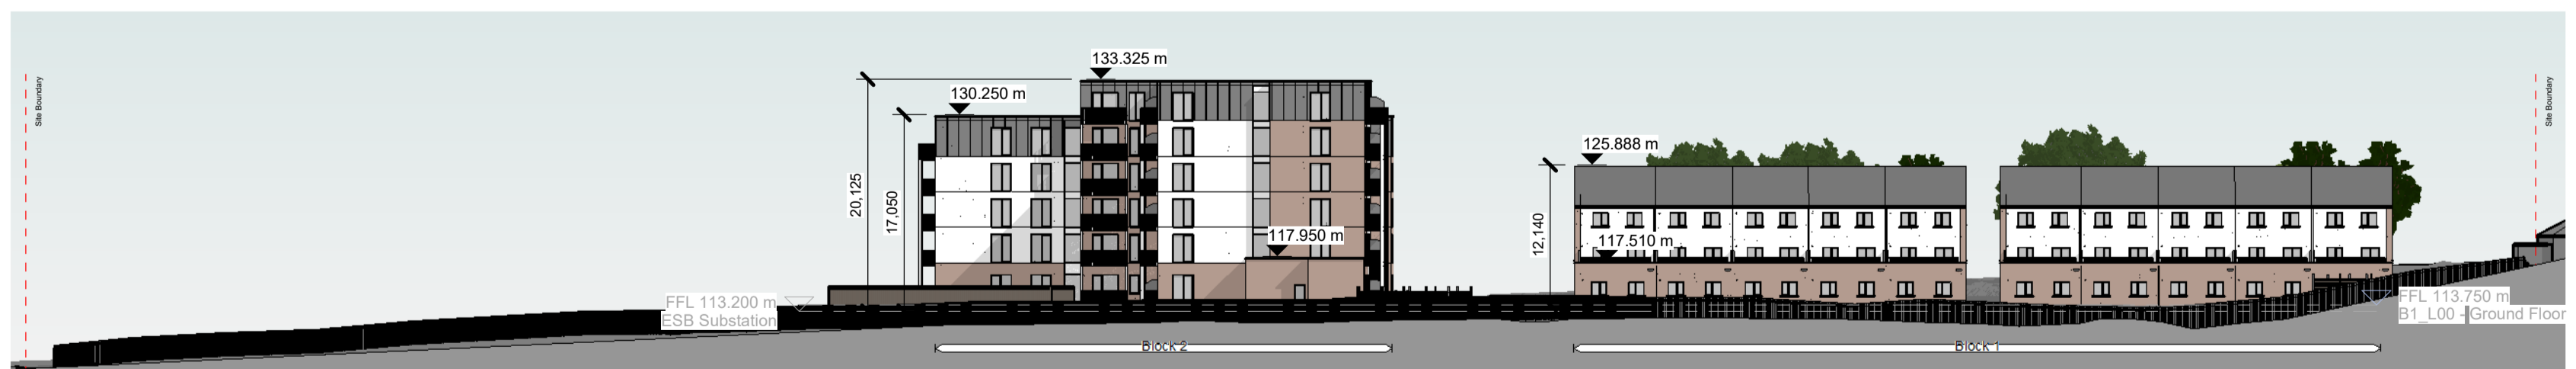 Site Boundary
133.325 m
Site Boundary
130.250 m
125.888 m
20,125
17,050
12,140
117.950 m
117.510 m
FFL 113.200 m
ESB Substation
FFL 113.750 m
B1_L00 - Ground Floor
Block 2
Block 1